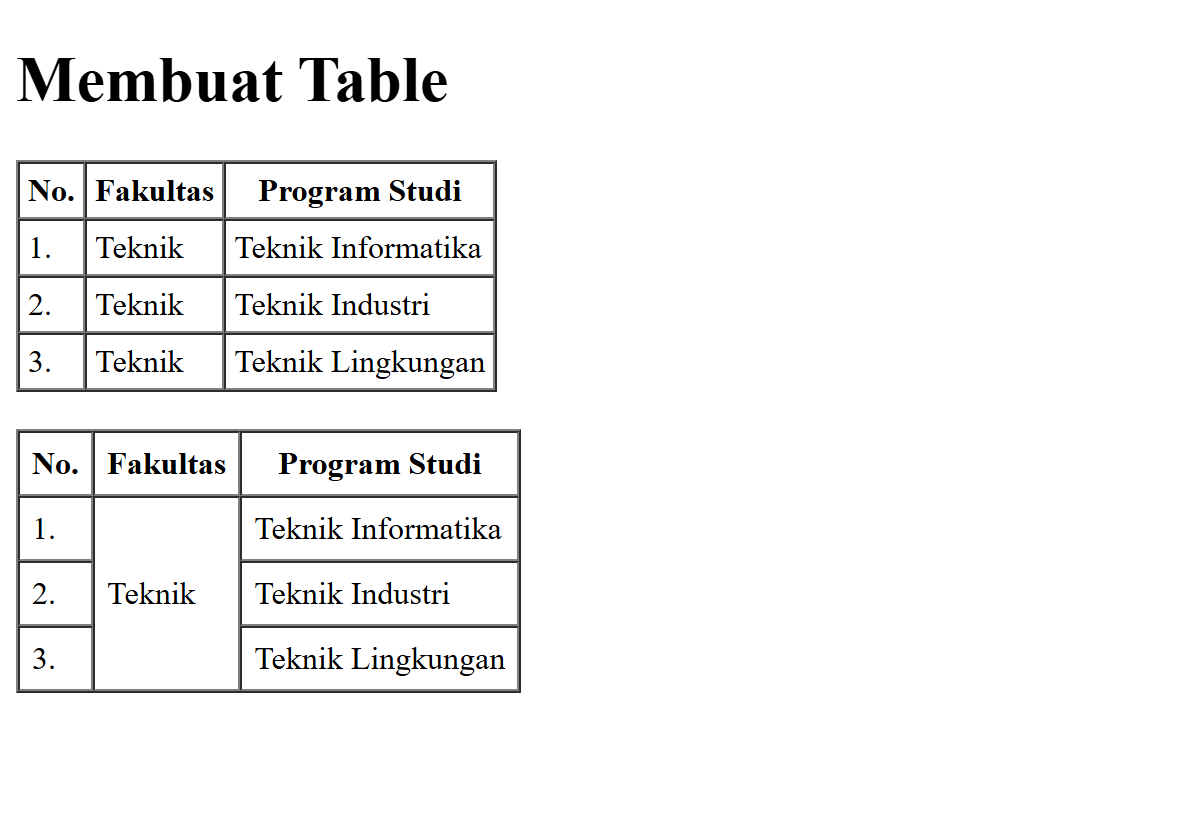 Membuat Table
No. Fakultas Program Studi
1. Teknik Teknik Informatika
2. Teknik Teknik Industri
3. Teknik Teknik Lingkungan
No. Fakultas Program Studi
1. Teknik Informatika
2. Teknik Teknik Industri
3. Teknik Lingkungan